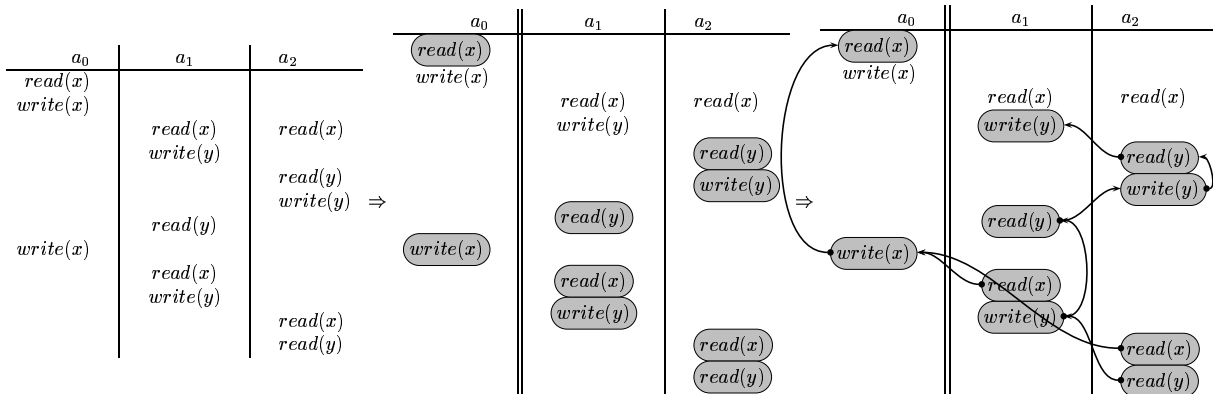 a₀ a₁ a₂
read(x)
write(x)
read(x) read(x)
write(y)
read(y)
write(y) ⇒
read(y)
write(x)
read(x)
write(y)
read(x)
read(y)
a₀ a₁ a₂
read(x)
write(x)
read(x) read(x)
write(y)
read(y)
write(y) ⇒
read(y)
write(x)
read(x)
write(y)
read(x)
read(y)
a₀ a₁ a₂
read(x)
write(x)
read(x) read(x)
write(y)
read(y)
write(y)
read(y)
write(x)
read(x)
write(y)
read(x)
read(y)